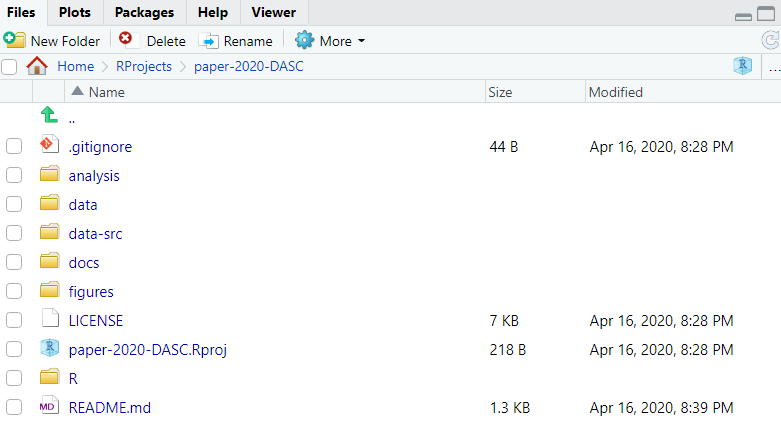 Files Plots Packages Help Viewer
New Folder Delete Rename More
Home RProjects paper-2020-DASC R ...
Name Size Modified
..
.gitignore 44 B Apr 16, 2020, 8:28 PM
analysis
data
data-src
docs
figures
LICENSE 7 KB Apr 16, 2020, 8:28 PM
paper-2020-DASC.Rproj 218 B Apr 16, 2020, 8:28 PM
R
MD README.md 1.3 KB Apr 16, 2020, 8:39 PM